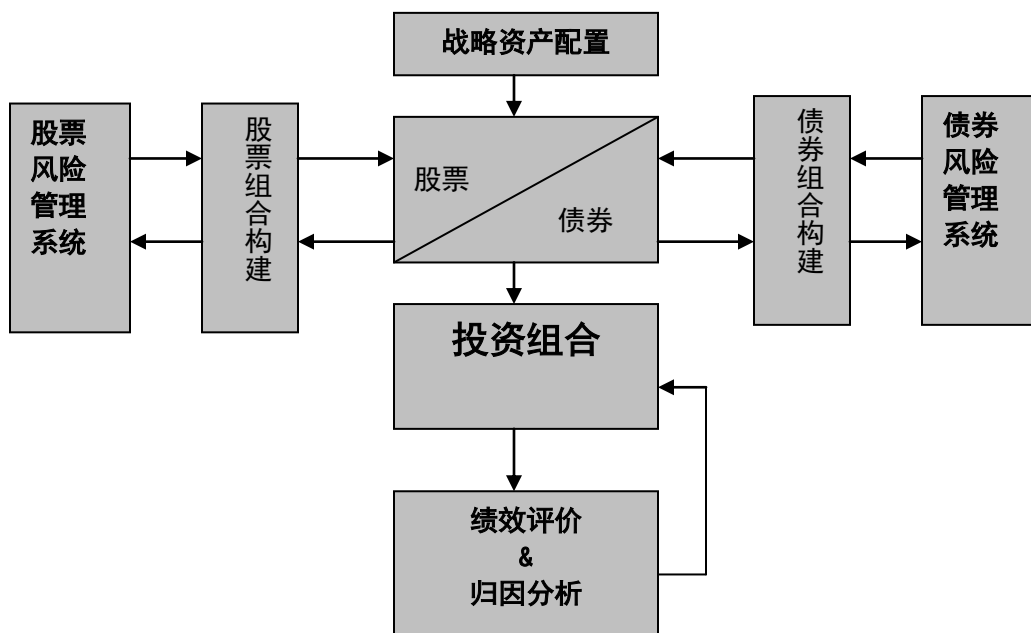 战略资产配置
股票
风险
管理
系统
股
票
组
合
构
建
股票
债券
债
券
组
合
构
建
债券
风险
管理
系统
投资组合
绩效评价
&
归因分析